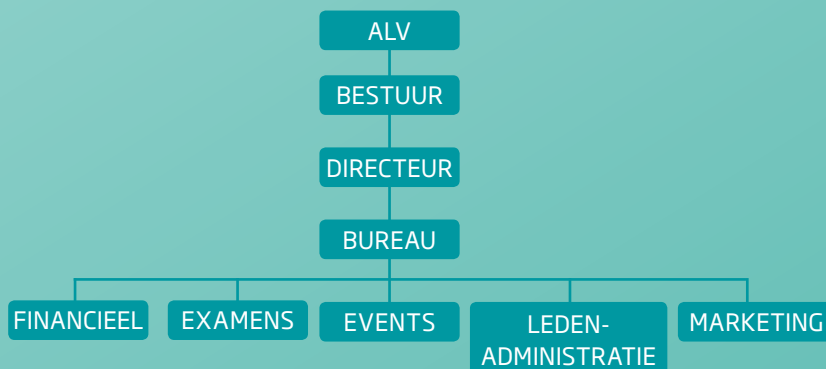 ALV
BESTUUR
DIRECTEUR
BUREAU
FINANCIEEL
EXAMENS
EVENTS
LEDEN-
ADMINISTRATIE
MARKETING